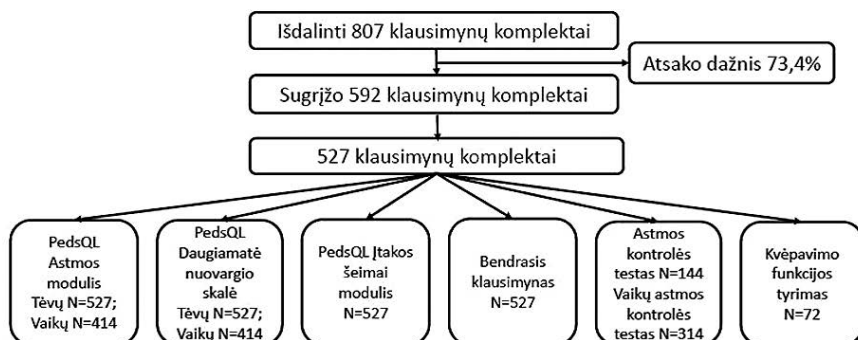 Išdalinti 807 klausimynų komplektai
Atsako dažnis 73,4%
Sugrįžo 592 klausimynų komplektai
527 klausimynų komplektai
PedsQL
Astmos
modulis
Tėvų N=527;
Vaikų N=414
PedsQL
Daugiamatė
nuovargio
skalė
Tėvų N=527;
Vaikų N=414
PedsQL Įtakos
šeimai
modulis
N=527
Bendrasis
klausimynas
N=527
Astmos
kontrolės
testas N=144
Vaikų astmos
kontrolės
testas N=314
Kvėpavimo
funkcijos
tyrimas
N=72